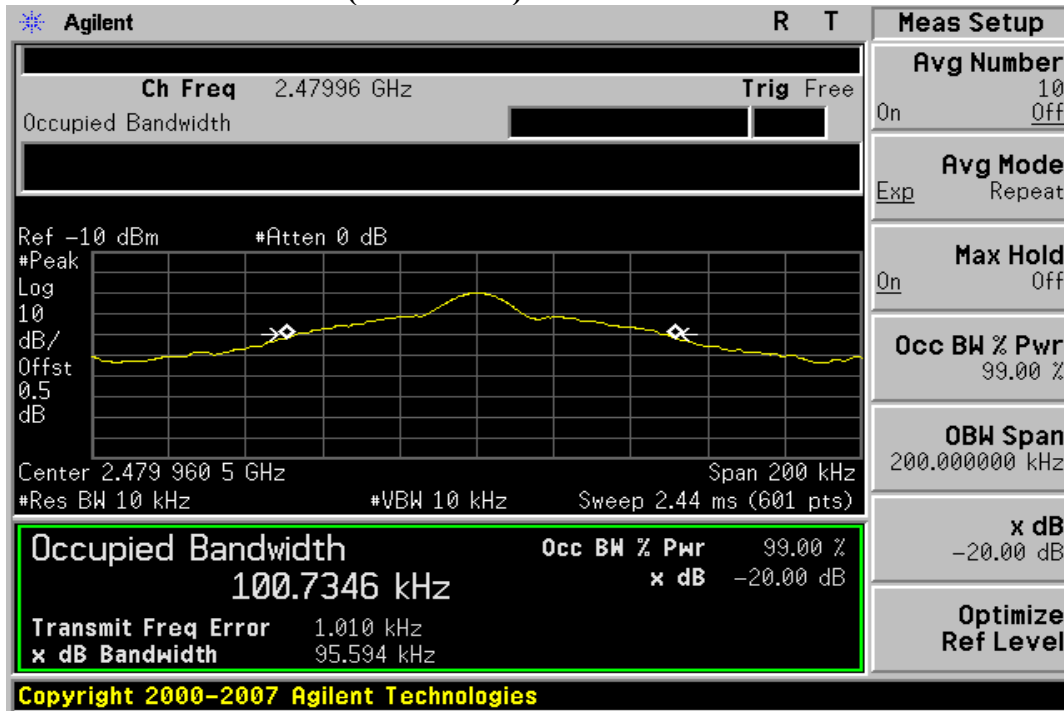 Agilent R T
Ch Freq 2.47996 GHz Trig Free
Occupied Bandwidth
Ref -10 dBm #Atten 0 dB
#Peak
Log
10
dB/
Offst
0.5
dB
Center 2.479 960 5 GHz Span 200 kHz
#Res BW 10 kHz #VBW 10 kHz Sweep 2.44 ms (601 pts)
Occupied Bandwidth Occ BW % Pwr 99.00 %
100.7346 kHz x dB -20.00 dB
Transmit Freq Error 1.010 kHz
x dB Bandwidth 95.594 kHz
Copyright 2000-2007 Agilent Technologies
Meas Setup
Avg Number
10
On Off
Avg Mode
Exp Repeat
Max Hold
On Off
Occ BW % Pwr
99.00 %
OBW Span
200.000000 kHz
x dB
-20.00 dB
Optimize
Ref Level